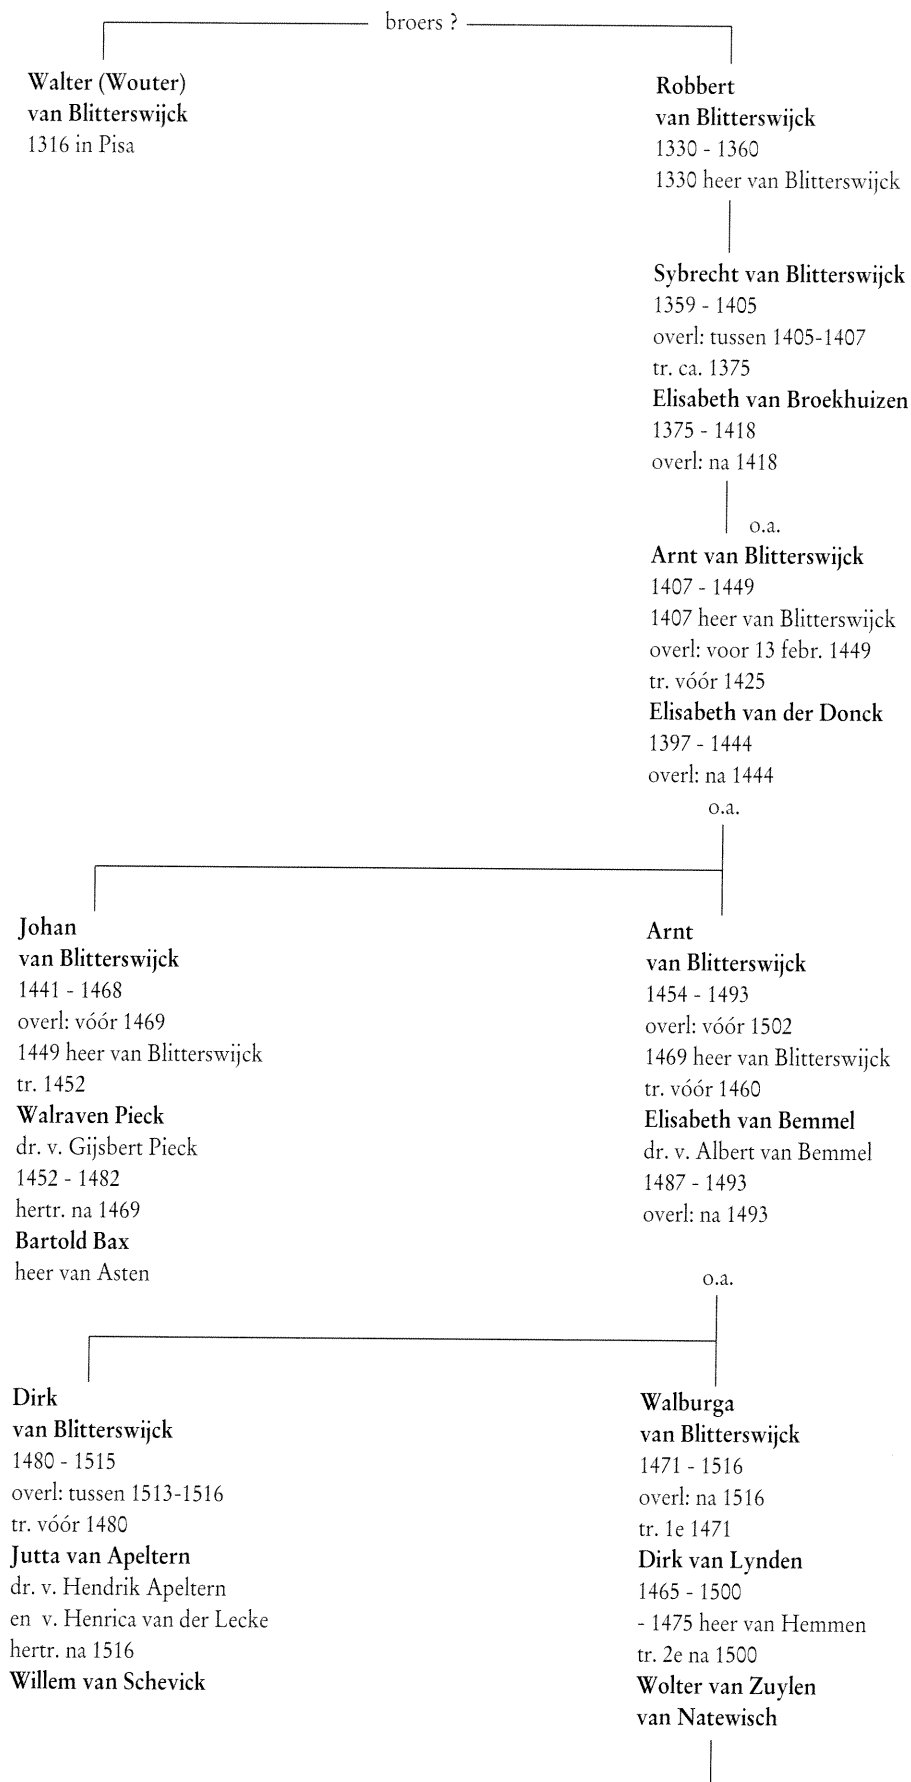 broers ?
Walter (Wouter)
van Blitterswijck
1316 in Pisa
Robbert
van Blitterswijck
1330 - 1360
1330 heer van Blitterswijck
Sybrecht van Blitterswijck
1359 - 1405
overl: tussen 1405-1407
tr. ca. 1375
Elisabeth van Broekhuizen
1375 - 1418
overl: na 1418
o.a.
Arnt van Blitterswijck
1407 - 1449
1407 heer van Blitterswijck
overl: voor 13 febr. 1449
tr. vóór 1425
Elisabeth van der Donck
1397 - 1444
overl: na 1444
o.a.
Johan
van Blitterswijck
1441 - 1468
overl: vóór 1469
1449 heer van Blitterswijck
tr. 1452
Walraven Pieck
dr. v. Gijsbert Pieck
1452 - 1482
hertr. na 1469
Bartold Bax
heer van Asten
Arnt
van Blitterswijck
1454 - 1493
overl: vóór 1502
1469 heer van Blitterswijck
tr. vóór 1460
Elisabeth van Bemmel
dr. v. Albert van Bemmel
1487 - 1493
overl: na 1493
o.a.
Dirk
van Blitterswijck
1480 - 1515
overl: tussen 1513-1516
tr. vóór 1480
Jutta van Apeltern
dr. v. Hendrik Apeltern
en v. Henrica van der Lecke
hertr. na 1516
Willem van Schevick
Walburga
van Blitterswijck
1471 - 1516
overl: na 1516
tr. 1e 1471
Dirk van Lynden
1465 - 1500
- 1475 heer van Hemmen
tr. 2e na 1500
Wolter van Zuylen
van Natewisch